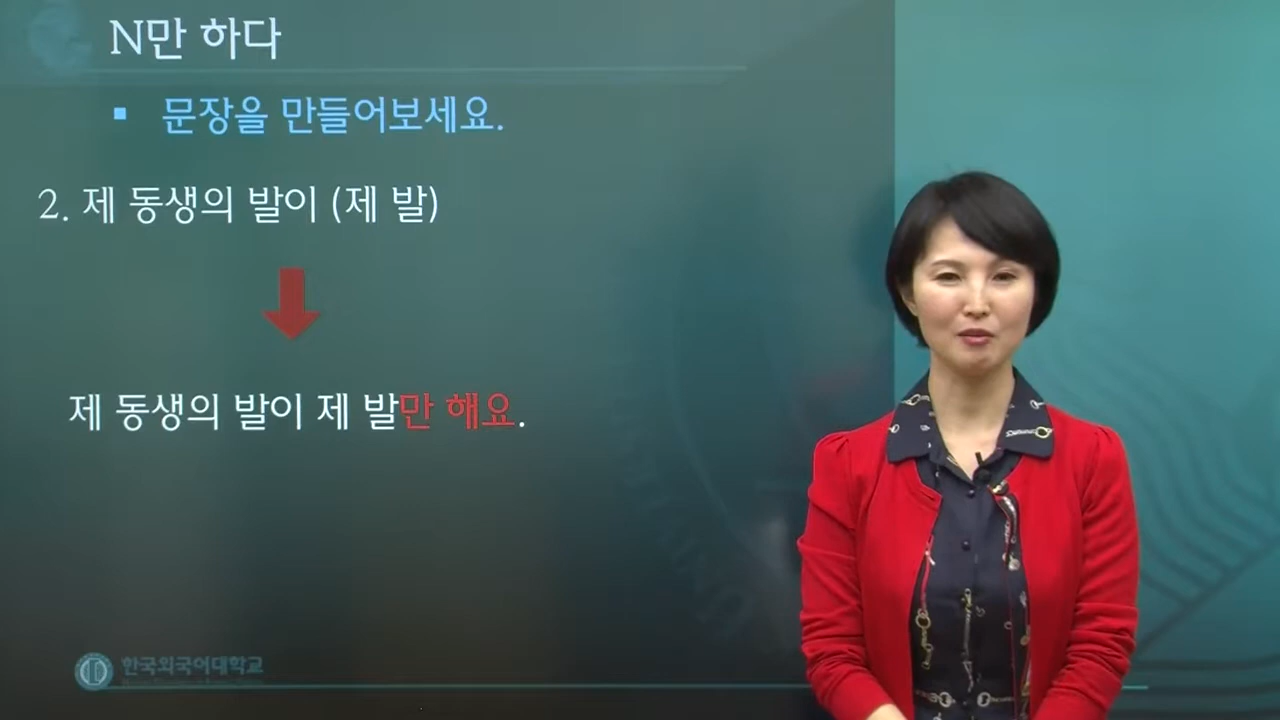 N만 하다
▪ 문장을 만들어보세요.
2. 제 동생의 발이 (제 발)
제 동생의 발이 제 발만 해요.
한국외국어대학교